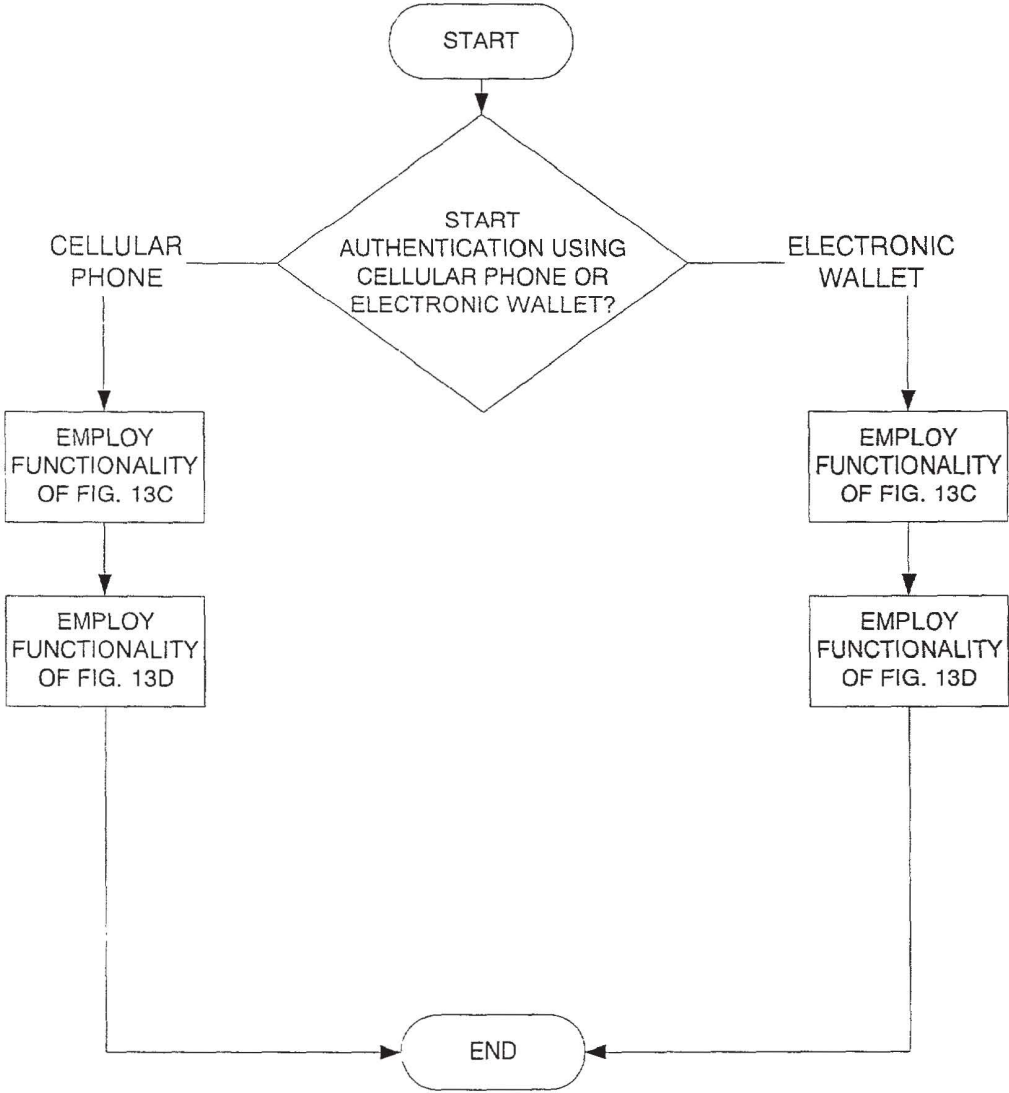 START
START
AUTHENTICATION USING
CELLULAR PHONE OR
ELECTRONIC WALLET?
CELLULAR
PHONE
ELECTRONIC
WALLET
EMPLOY
FUNCTIONALITY
OF FIG. 13C
EMPLOY
FUNCTIONALITY
OF FIG. 13C
EMPLOY
FUNCTIONALITY
OF FIG. 13D
EMPLOY
FUNCTIONALITY
OF FIG. 13D
END